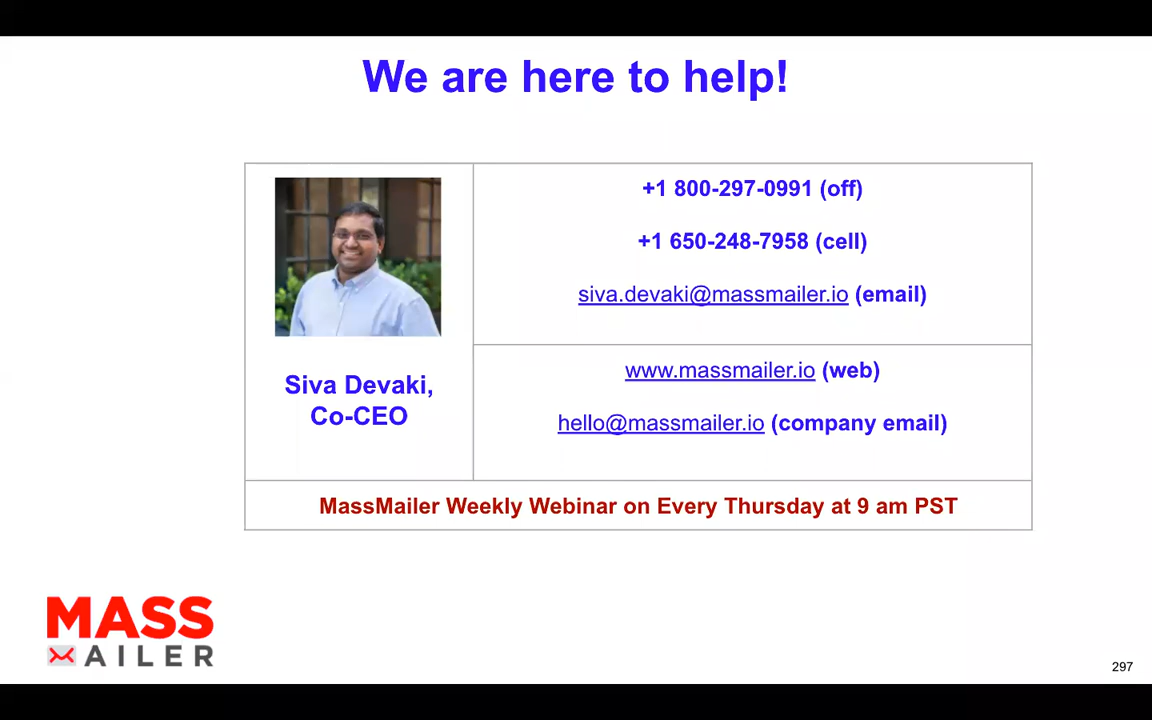 We are here to help!
+1 800-297-0991 (off)
+1 650-248-7958 (cell)
siva.devaki@massmailer.io (email)
Siva Devaki,
Co-CEO
www.massmailer.io (web)
hello@massmailer.io (company email)
MassMailer Weekly Webinar on Every Thursday at 9 am PST
MASS
AILER
297